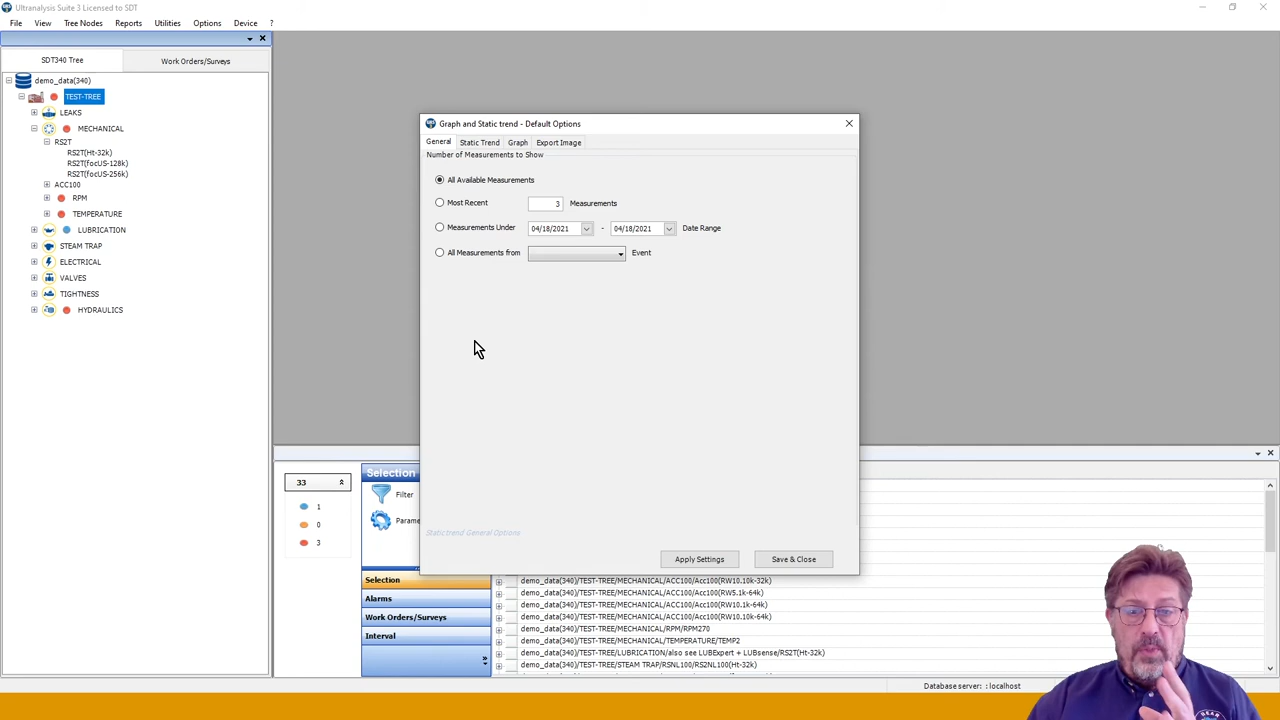 Ultranalysis Suite 3 Licensed to SDT
File View Tree Nodes Reports Utilities Options Device ?
SDT340 Tree Work Orders/Surveys
demo_data(340)
TEST-TREE
LEAKS
MECHANICAL
RS2T
RS2T(Ht-32k)
RS2T(focUS-128k)
RS2T(focUS-256k)
ACC100
RPM
TEMPERATURE
LUBRICATION
STEAM TRAP
ELECTRICAL
VALVES
TIGHTNESS
HYDRAULICS
Graph and Static trend - Default Options
General Static Trend Graph Export Image
Number of Measurements to Show
All Available Measurements
Most Recent 3 Measurements
Measurements Under 04/18/2021 - 04/18/2021 Date Range
All Measurements from Event
Static trend General Options
Apply Settings Save & Close
33
1
0
3
Selection
Filter
Parame
Selection
Alarms
Work Orders/Surveys
Interval
demo_data(340)/TEST-TREE/MECHANICAL/ACC100/Acc100(RW10.10k-32k)
demo_data(340)/TEST-TREE/MECHANICAL/ACC100/Acc100(RW5.1k-64k)
demo_data(340)/TEST-TREE/MECHANICAL/ACC100/Acc100(RW10.1k-64k)
demo_data(340)/TEST-TREE/MECHANICAL/ACC100/Acc100(RW10.10k-64k)
demo_data(340)/TEST-TREE/MECHANICAL/RPM/RPM270
demo_data(340)/TEST-TREE/MECHANICAL/TEMPERATURE/TEMP2
demo_data(340)/TEST-TREE/LUBRICATION/also see LUBExpert + LUBsense/RS2T(Ht-32k)
demo_data(340)/TEST-TREE/STEAM TRAP/RSNL100/RS2NL100(Ht-32k)
Database server: : localhost